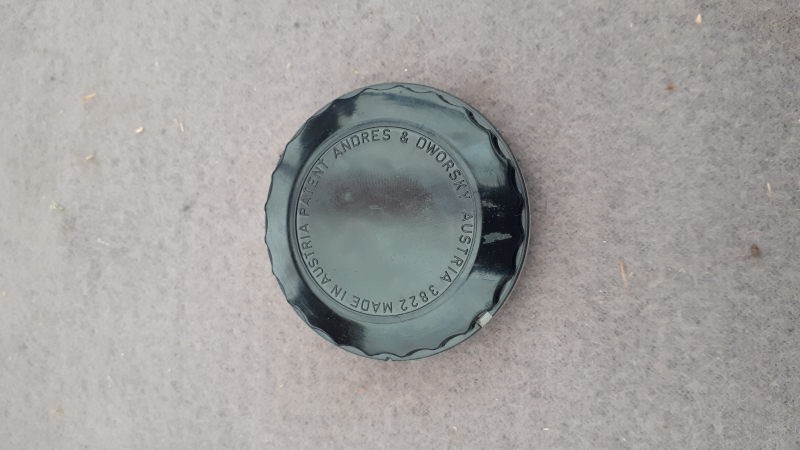 PATENT ANDRES & DWORSKY AUSTRIA 3822 MADE IN AUSTRIA